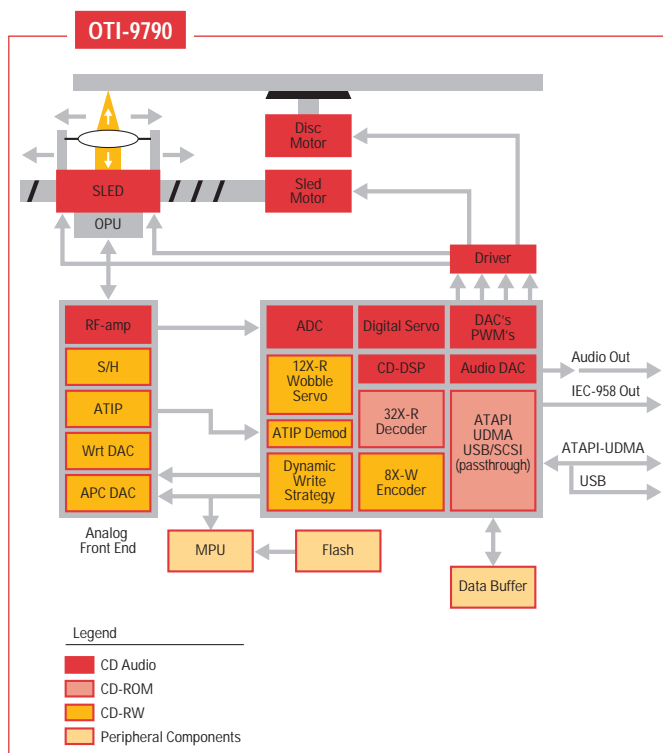 OTI-9790
Disc
Motor
SLED
Sled
Motor
OPU
Driver
RF-amp
ADC
Digital Servo
DAC's
PWM's
S/H
12X-R
Wobble
Servo
CD-DSP
Audio DAC
Audio Out
IEC-958 Out
ATIP
ATIP Demod
32X-R
Decoder
ATAPI
UDMA
USB/SCSI
(passthrough)
ATAPI-UDMA
USB
Wrt DAC
Dynamic
Write
Strategy
8X-W
Encoder
APC DAC
Analog
Front End
MPU
Flash
Data Buffer
Legend
CD Audio
CD-ROM
CD-RW
Peripheral Components